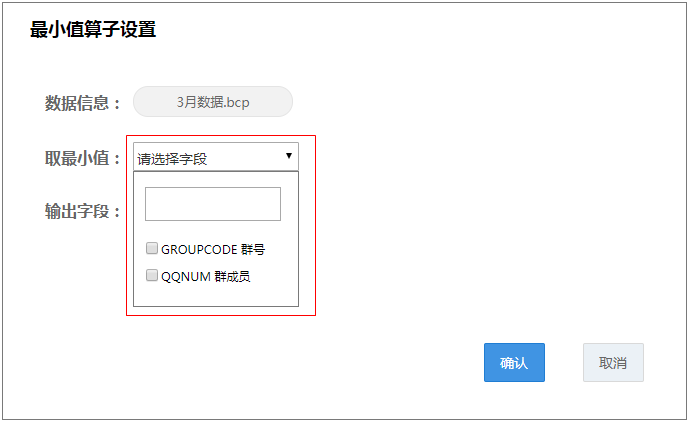 最小值算子设置
数据信息： 3月数据.bcp
取最小值： 请选择字段
输出字段：
GROUPCODE 群号
QQNUM 群成员
确认 取消